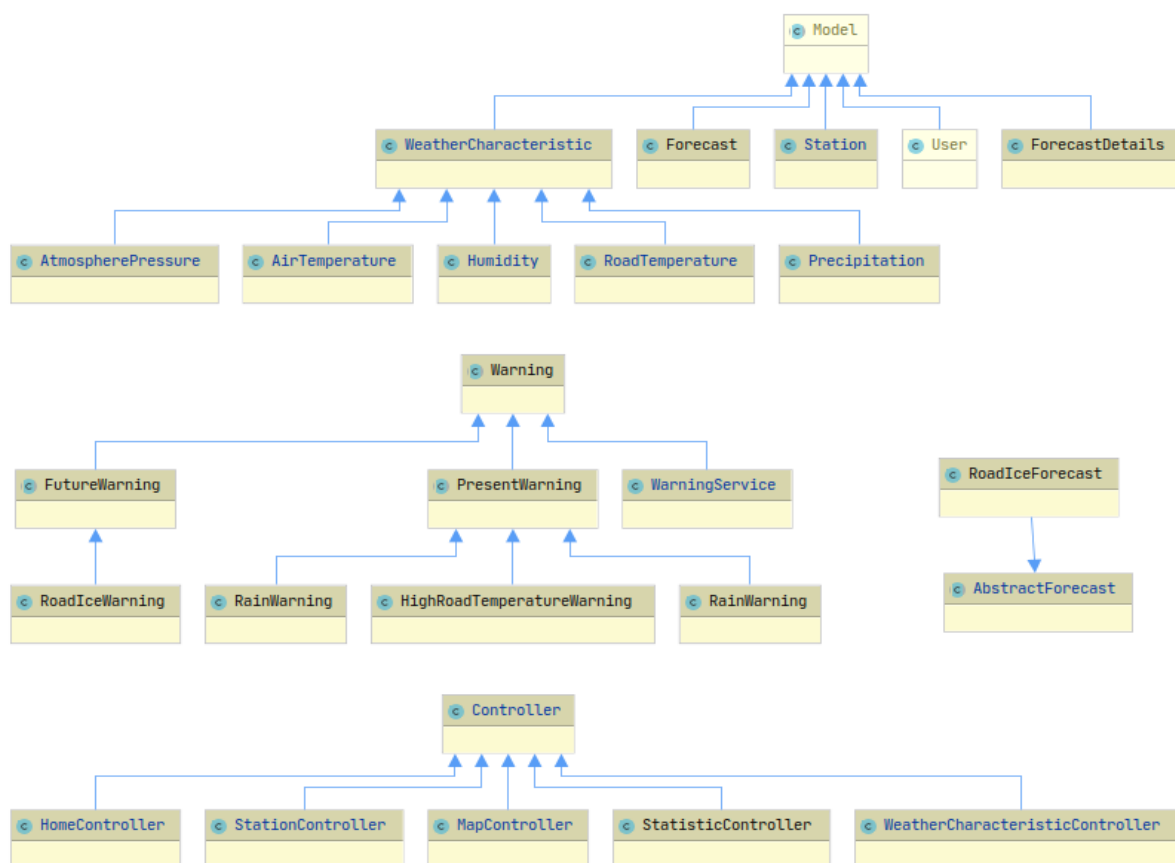 C Model
C WeatherCharacteristic C Forecast C Station C User C ForecastDetails
C AtmospherePressure C AirTemperature C Humidity C RoadTemperature C Precipitation
C Warning
C FutureWarning C PresentWarning C WarningService
C RoadIceForecast
C RoadIceWarning C RainWarning C HighRoadTemperatureWarning C RainWarning
C AbstractForecast
C Controller
C HomeController C StationController C MapController C StatisticController C WeatherCharacteristicController